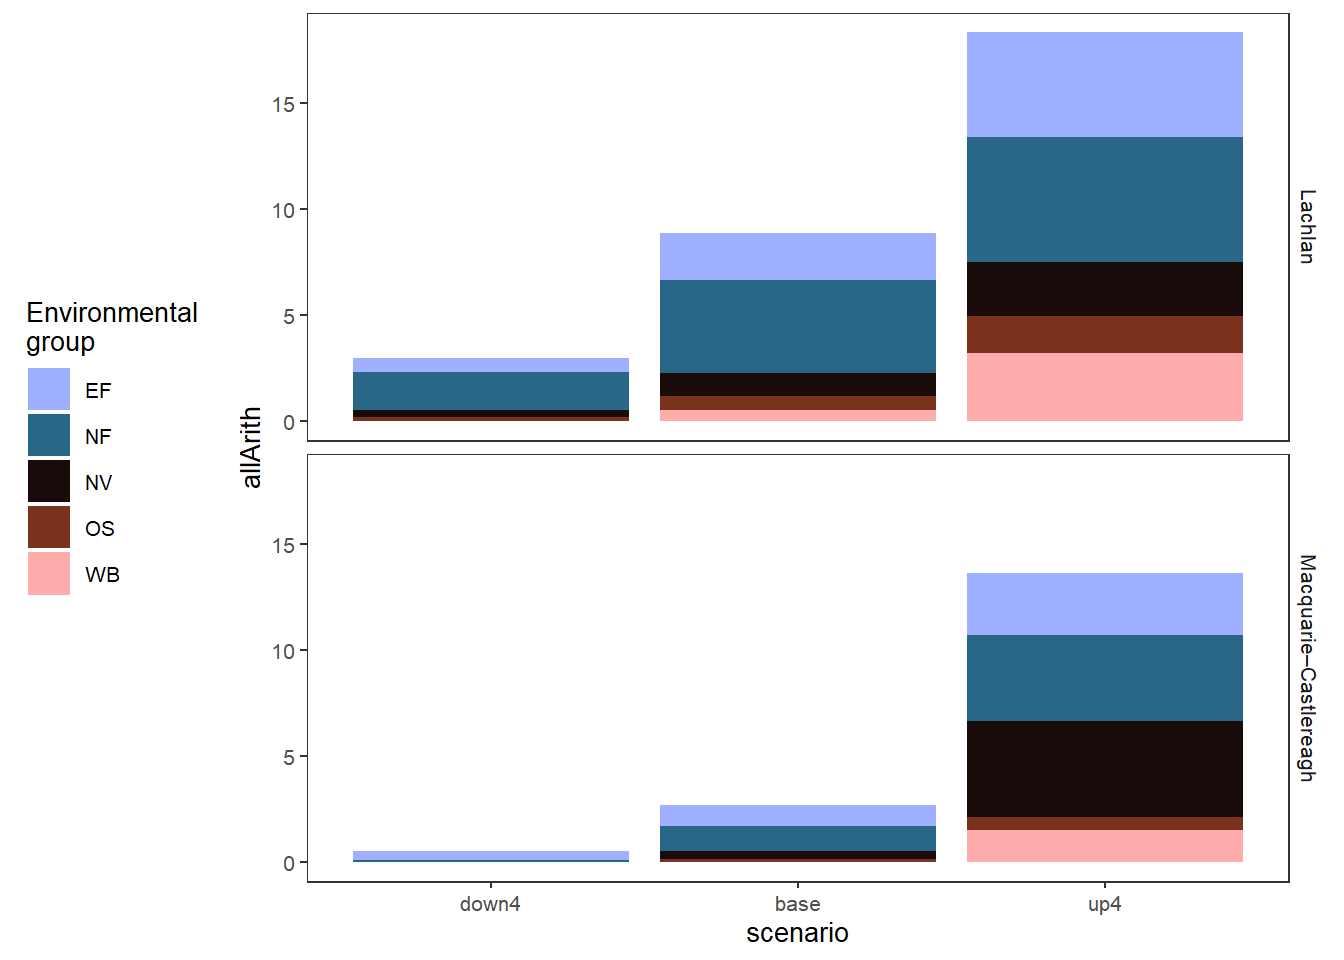 Environmental
group
EF
NF
NV
OS
WB
allArith
15
10
5
0
Lachlan
15
10
5
0
Macquarie–Castlereagh
down4
base
up4
scenario